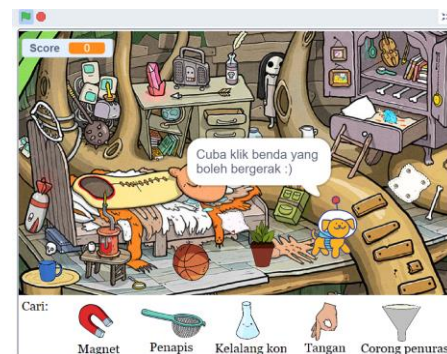 Score 0
Cuba klik benda yang
boleh bergerak :)
Cari:
Magnet Penapis Kelalang kon Tangan Corong penuras